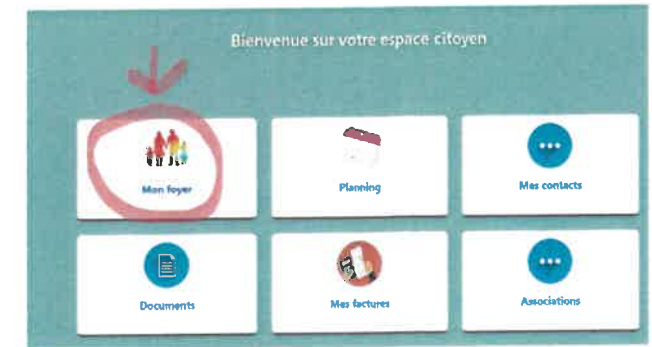 Bienvenue sur votre espace citoyen
Mon foyer
Planning
Mes contacts
Documents
Mes factures
Associations